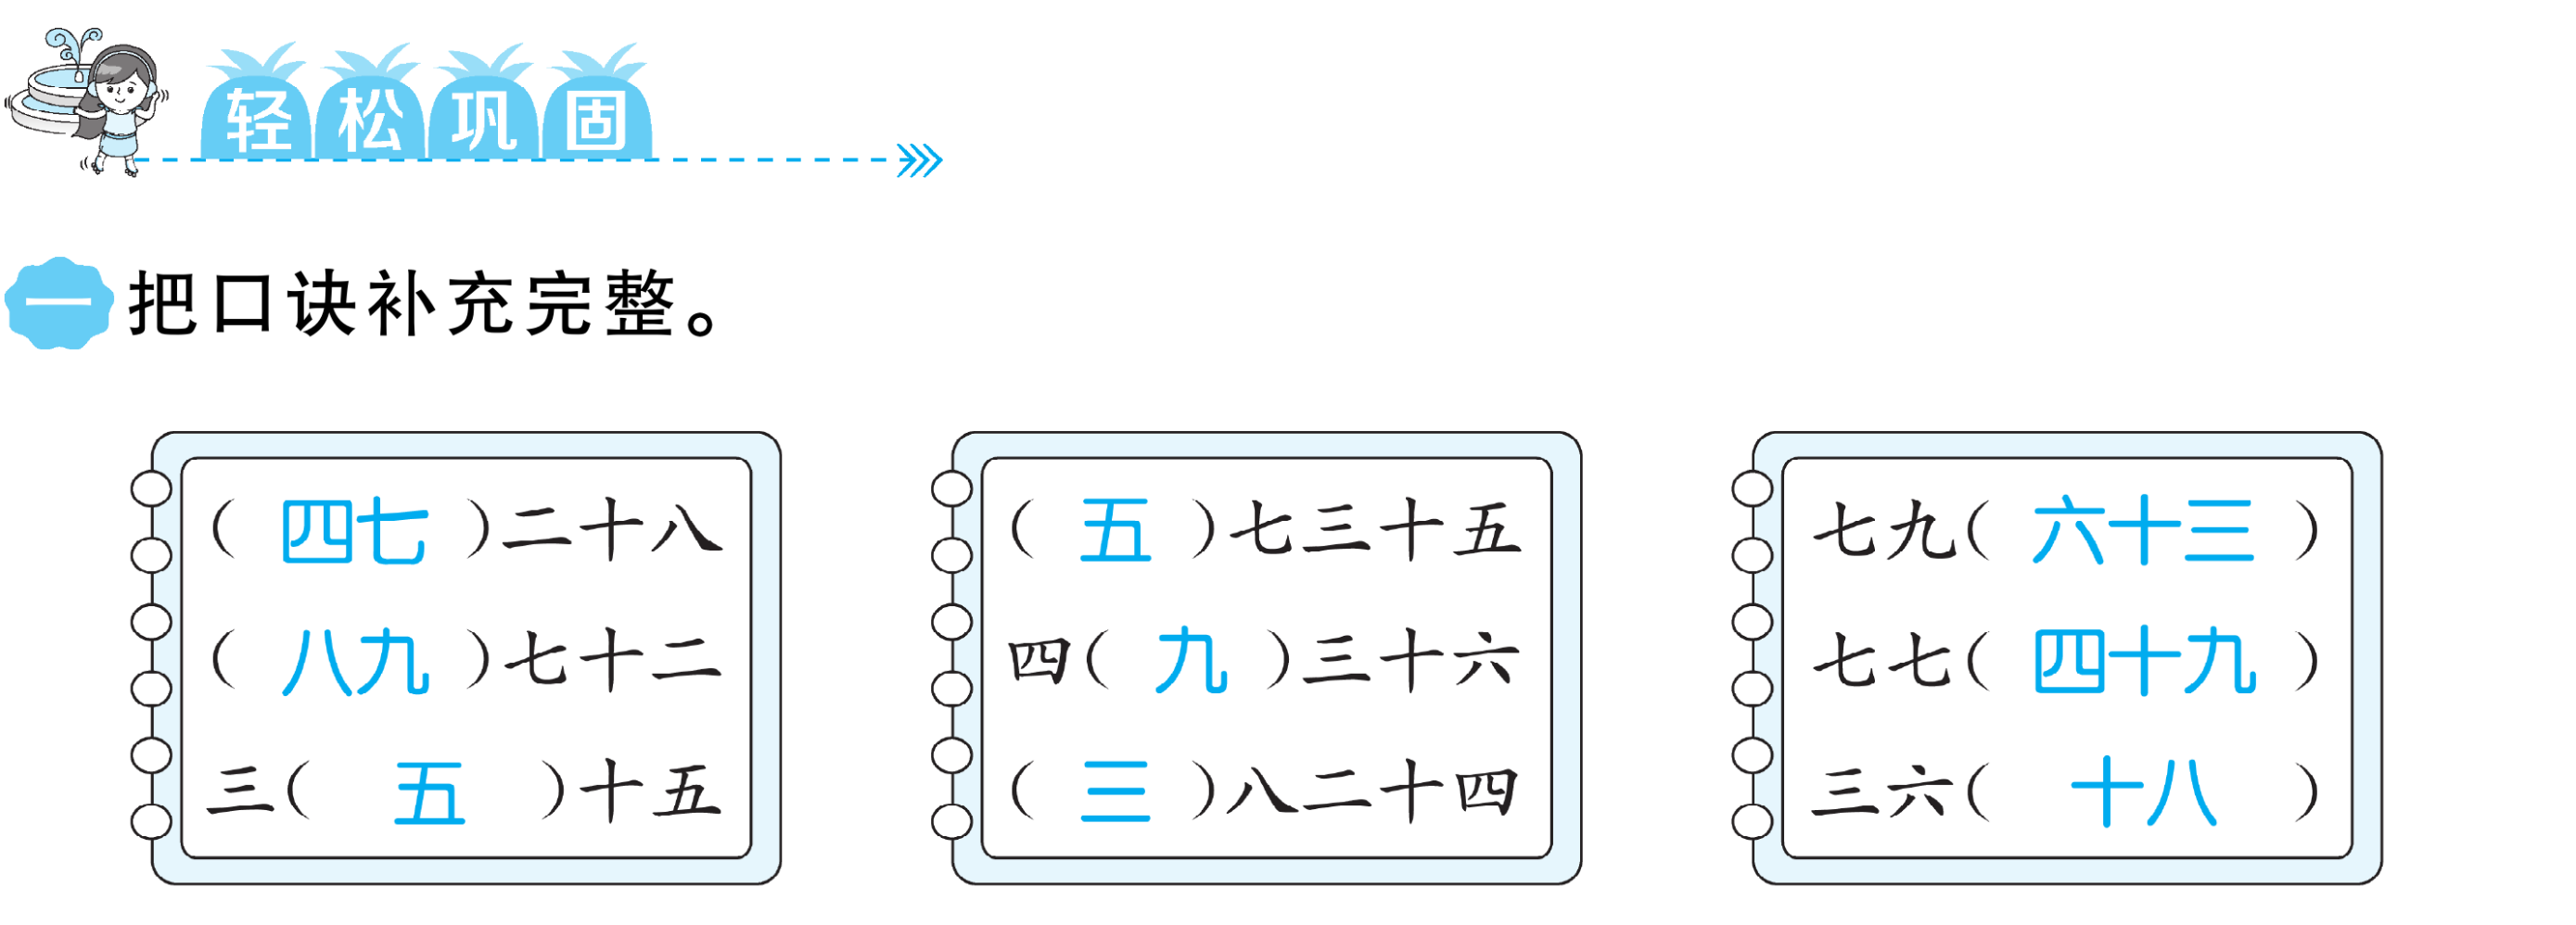 轻松巩固
一 把口诀补充完整。
( 四七 )二十八
( 八九 )七十二
三( 五 )十五
( 五 )七三十五
四( 九 )三十六
( 三 )八二十四
七九( 六十三 )
七七( 四十九 )
三六( 十八 )